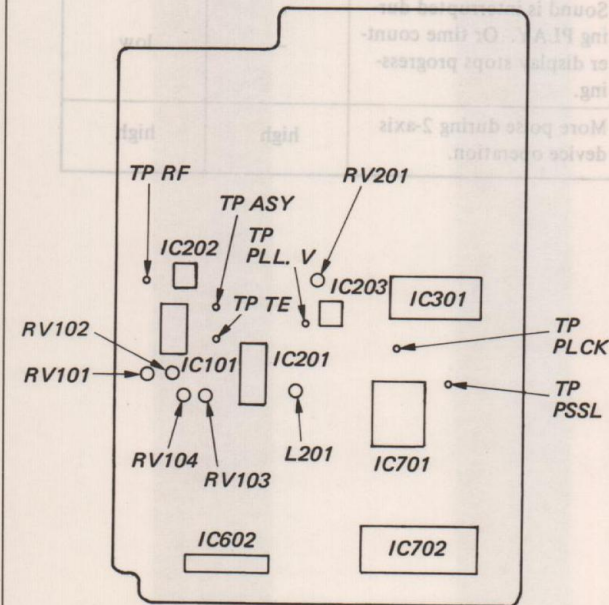 Sound is interrupted dur-
ing PLAY. Or time count-
er display stops progress-
ing.
low
More noise during 2-axis
device operation.
high
high
TP RF
RV201
TP ASY
TP
PLL. V
IC202
IC203
IC301
TP TE
RV102
TP
PLCK
IC101
IC201
RV101
TP
PSSL
RV104
RV103
L201
IC701
IC602
IC702